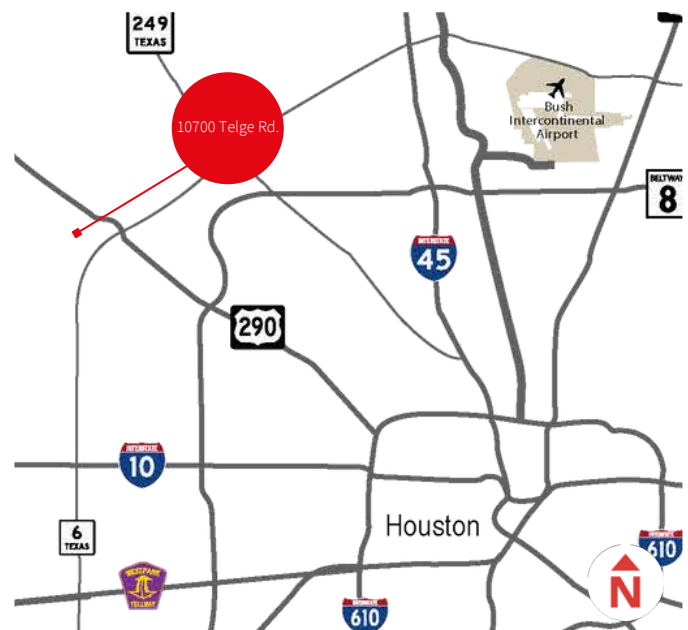 249
TEXAS
10700 Telge Rd.
Bush
Intercontinental
Airport
BELTWAY
8
INTERSTATE
45
290
INTERSTATE
10
6
TEXAS
Houston
WESTPARK
TOLLWAY
INTERSTATE
610
INTERSTATE
610
N